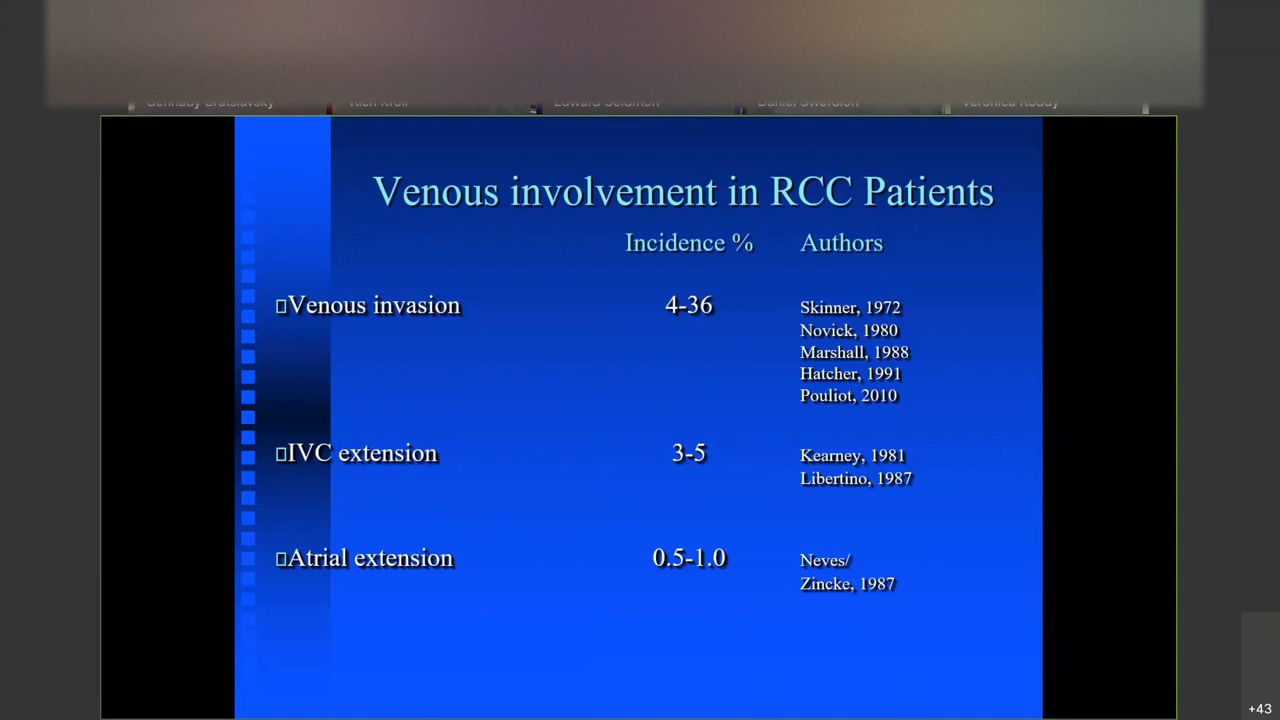 Venous involvement in RCC Patients
Incidence % Authors
Venous invasion 4-36 Skinner, 1972
Novick, 1980
Marshall, 1988
Hatcher, 1991
Pouliot, 2010
IVC extension 3-5 Kearney, 1981
Libertino, 1987
Atrial extension 0.5-1.0 Neves/
Zincke, 1987
+43